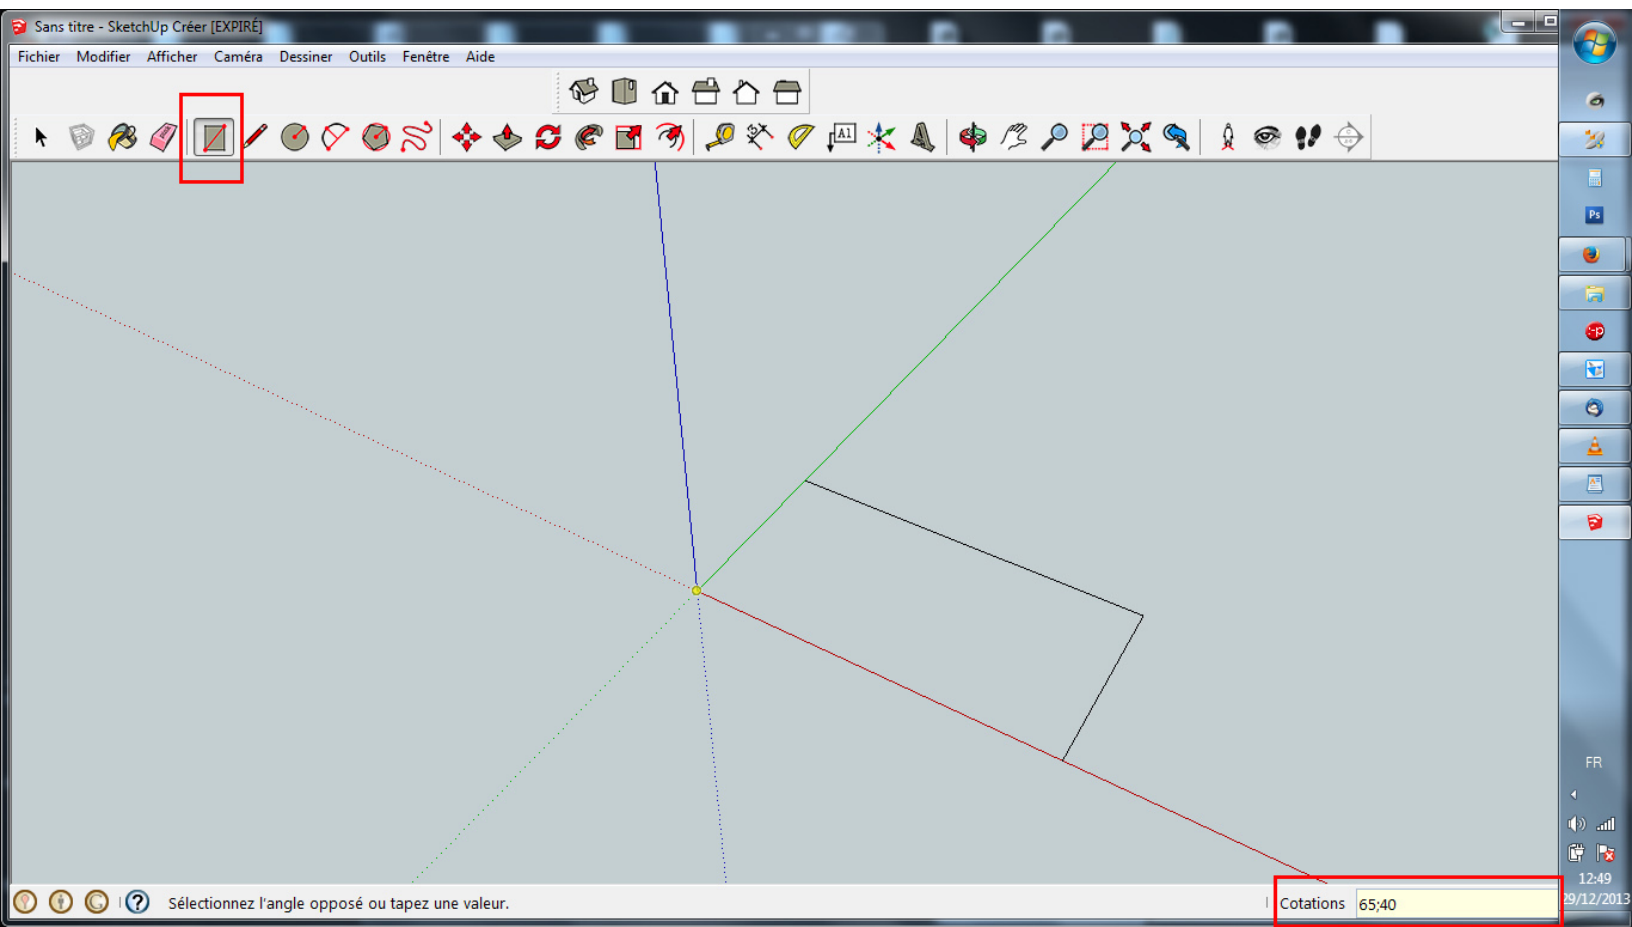 Sans titre - SketchUp Créer [EXPIRÉ]
Fichier Modifier Afficher Caméra Dessiner Outils Fenêtre Aide
A1
Ps
:-p
FR
12:49
29/12/2013
Sélectionnez l'angle opposé ou tapez une valeur.
Cotations 65;40